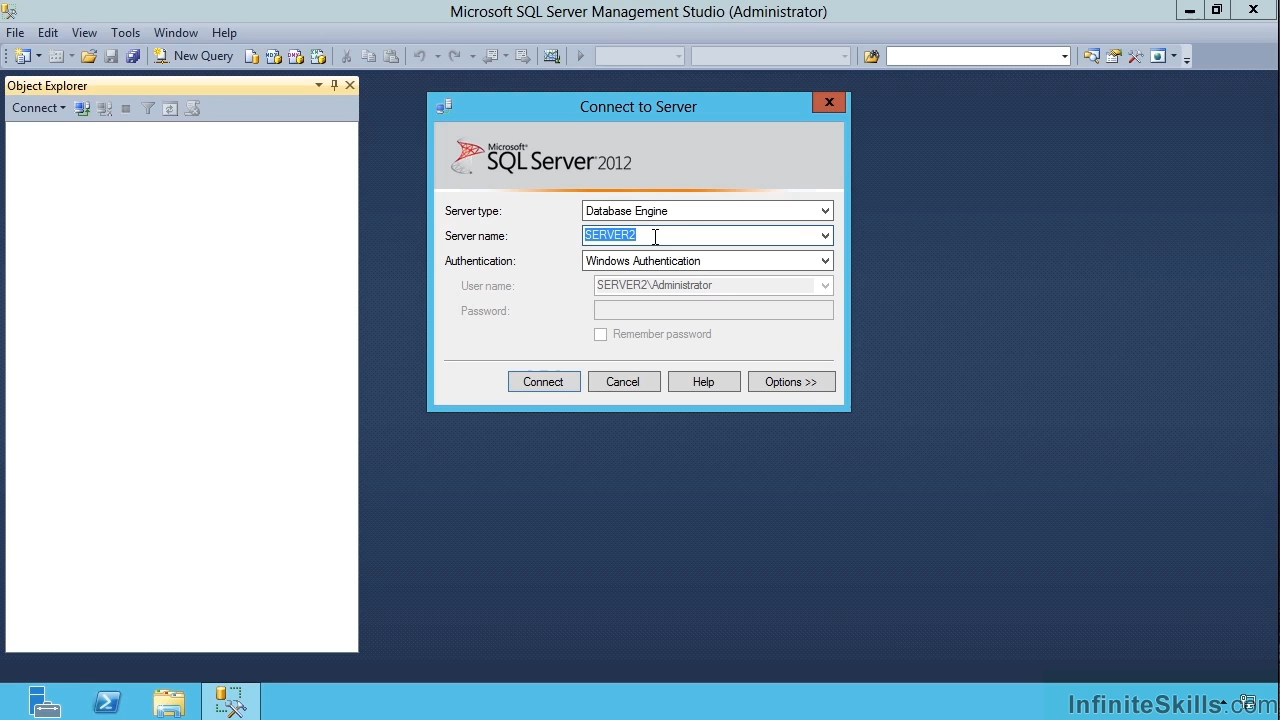 Microsoft SQL Server Management Studio (Administrator)
File Edit View Tools Window Help
New Query
Object Explorer
Connect
Connect to Server
Microsoft®
SQL Server® 2012
Server type: Database Engine
Server name: SERVER2
Authentication: Windows Authentication
User name: SERVER2\Administrator
Password:
Remember password
Connect Cancel Help Options >>
InfiniteSkills.com